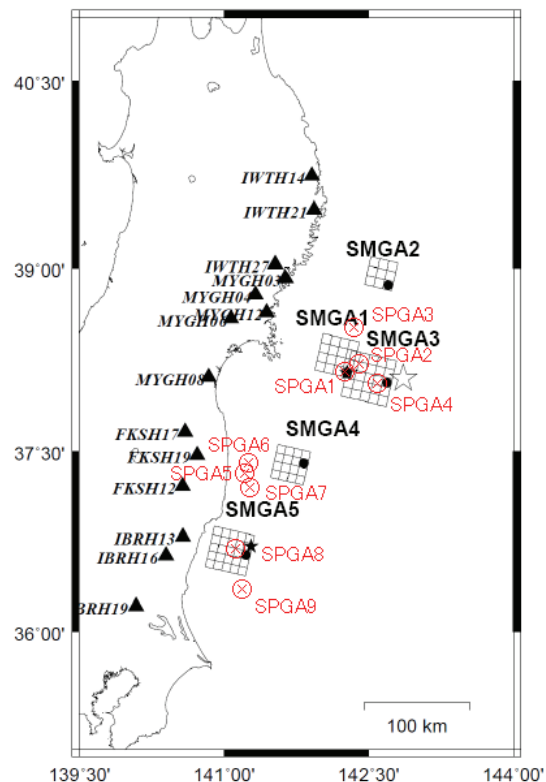 40˚30'
IWTH14
IWTH21
SMGA2
39˚00'
IWTH27
MYGH03
MYGH04
SPGA3
SMGA1
MYGH12
MYGH06
SMGA3
SPGA2
SPGA1
MYGH08
SPGA4
FKSH17
SPGA6
SMGA4
37˚30'
FKSH19
SPGA5
FKSH12
SPGA7
SMGA5
IBRH13
IBRH16
SPGA8
BRH19
SPGA9
36˚00'
100 km
139˚30'
141˚00'
142˚30'
144˚00'